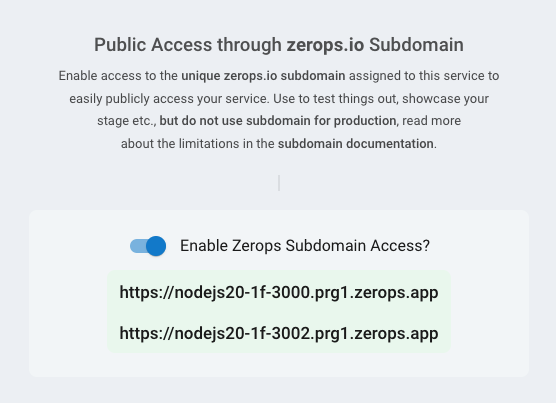 Public Access through zerops.io Subdomain
Enable access to the unique zerops.io subdomain assigned to this service to
easily publicly access your service. Use to test things out, showcase your
stage etc., but do not use subdomain for production, read more
about the limitations in the subdomain documentation.
Enable Zerops Subdomain Access?
https://nodejs20-1f-3000.prg1.zerops.app
https://nodejs20-1f-3002.prg1.zerops.app